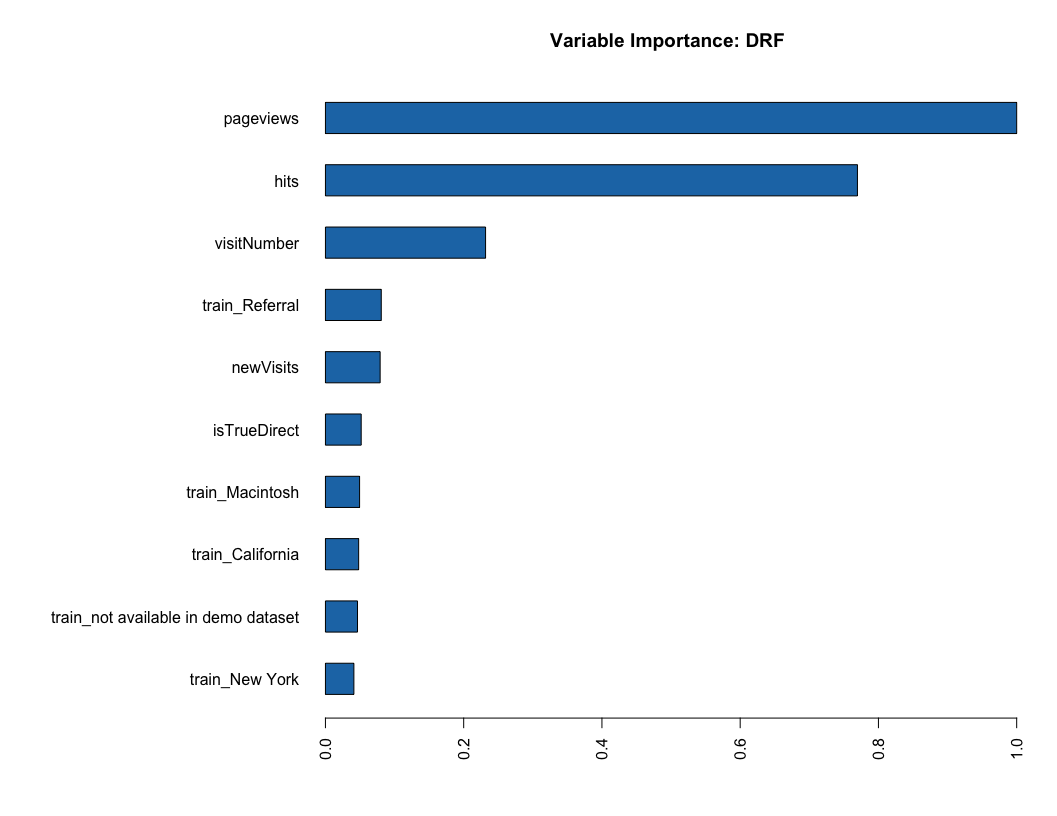 Variable Importance: DRF
pageviews
hits
visitNumber
train_Referral
newVisits
isTrueDirect
train_Macintosh
train_California
train_not available in demo dataset
train_New York
0.0
0.2
0.4
0.6
0.8
1.0